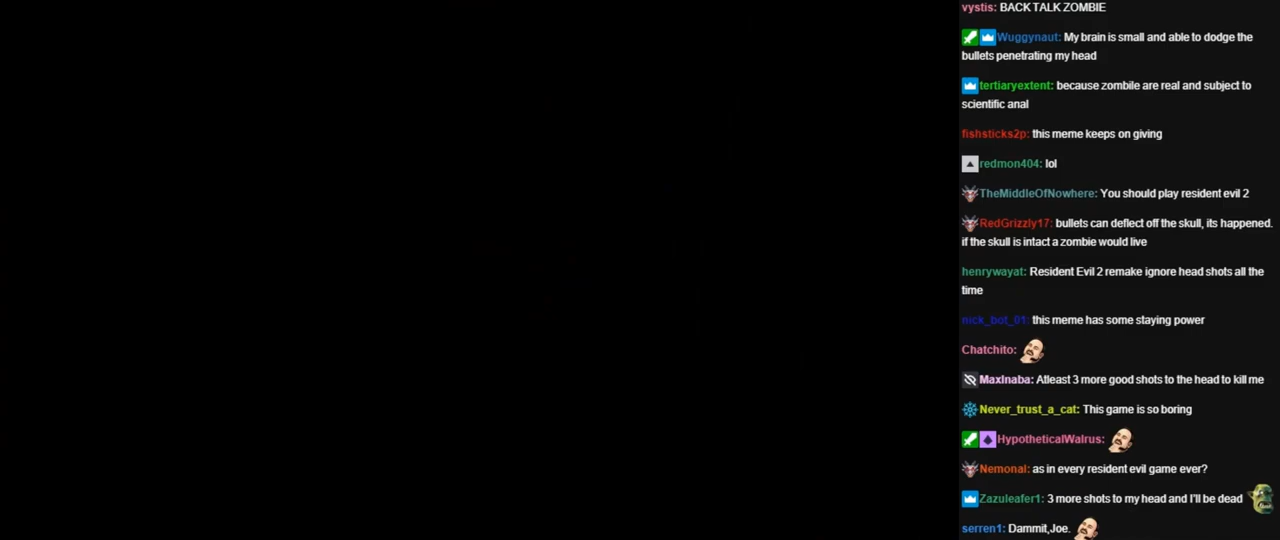 vystis: BACK TALK ZOMBIE
Wuggynaut: My brain is small and able to dodge the
bullets penetrating my head
tertiaryextent: because zombile are real and subject to
scientific anal
fishsticks2p: this meme keeps on giving
redmon404: lol
TheMiddleOfNowhere: You should play resident evil 2
RedGrizzly17: bullets can deflect off the skull, its happened.
if the skull is intact a zombie would live
henrywayat: Resident Evil 2 remake ignore head shots all the
time
nick_bot_01: this meme has some staying power
Chatchito:
MaxInaba: Atleast 3 more good shots to the head to kill me
Never_trust_a_cat: This game is so boring
HypotheticalWalrus:
Nemonal: as in every resident evil game ever?
Zazuleafer1: 3 more shots to my head and I'll be dead
serren1: Dammit,Joe.